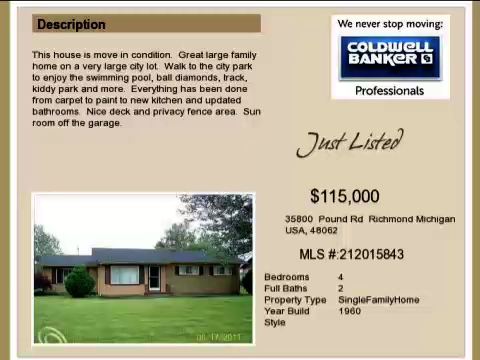 Description
This house is move in condition. Great large family
home on a very large city lot. Walk to the city park
to enjoy the swimming pool, ball diamonds, track,
kiddy park and more. Everything has been done
from carpet to paint to new kitchen and updated
bathrooms. Nice deck and privacy fence area. Sun
room off the garage.
We never stop moving:
COLDWELL
BANKER
Professionals
Just Listed
$115,000
35800 Pound Rd Richmond Michigan
USA, 48062
MLS #:212015843
Bedrooms 4
Full Baths 2
Property Type SingleFamilyHome
Year Build 1960
Style